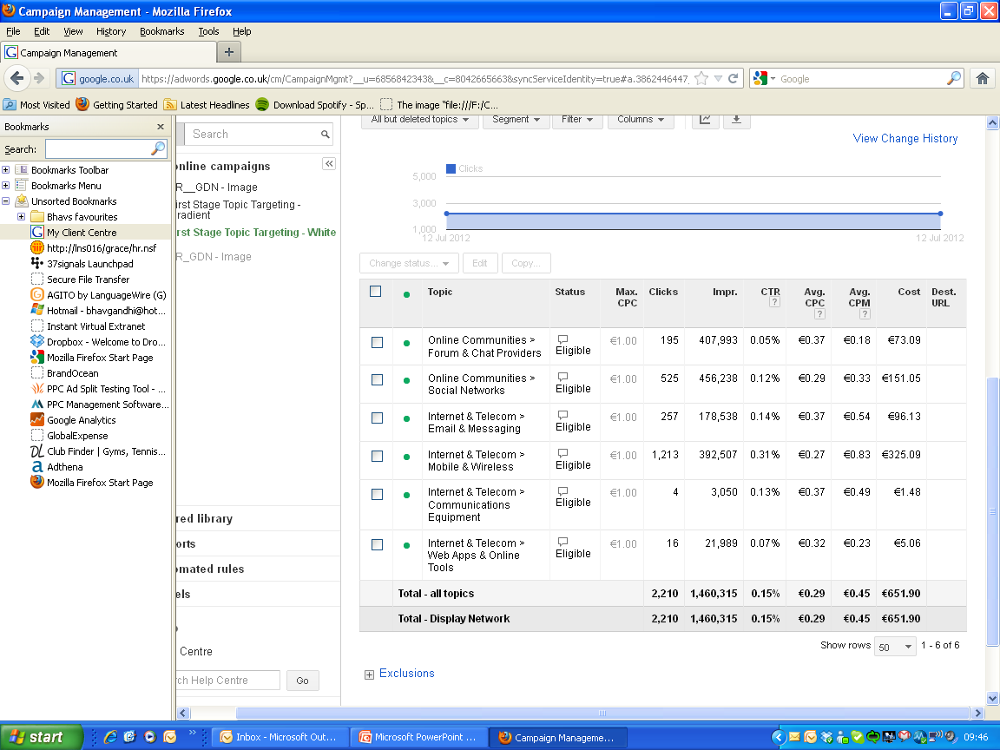 Campaign Management - Mozilla Firefox
File Edit View History Bookmarks Tools Help
Campaign Management
google.co.uk https://adwords.google.co.uk/cm/CampaignMgmt?__u=6856842343&__c=8042665663&syncServiceIdentity=true#a.3862446447_ Google
Most Visited Getting Started Latest Headlines Download Spotify - Sp... The image "file:///F:/C...
Bookmarks
Search:
Bookmarks Toolbar
Bookmarks Menu
Unsorted Bookmarks
Bhavs favourites
My Client Centre
http://lns016/grace/hr.nsf
37signals Launchpad
Secure File Transfer
AGITO by LanguageWire (G)
Hotmail - bhavgandhi@hot...
Instant Virtual Extranet
Dropbox - Welcome to Dro...
Mozilla Firefox Start Page
BrandOcean
PPC Ad Split Testing Tool - ...
PPC Management Software...
Google Analytics
GlobalExpense
Club Finder | Gyms, Tennis...
Adthena
Mozilla Firefox Start Page
Search
online campaigns
R__GDN - Image
irst Stage Topic Targeting -
radient
irst Stage Topic Targeting - White
R_GDN - Image
red library
orts
omated rules
els
Centre
rch Help Centre Go
All but deleted topics Segment Filter Columns
View Change History
Clicks
5,000
3,000
1,000
12 Jul 2012 12 Jul 2012
Change status... Edit Copy...
Topic Status Max. CPC Clicks Impr. CTR ? Avg. CPC ? Avg. CPM ? Cost Dest. URL
Online Communities > Forum & Chat Providers Eligible €1.00 195 407,993 0.05% €0.37 €0.18 €73.09
Online Communities > Social Networks Eligible €1.00 525 456,238 0.12% €0.29 €0.33 €151.05
Internet & Telecom > Email & Messaging Eligible €1.00 257 178,538 0.14% €0.37 €0.54 €96.13
Internet & Telecom > Mobile & Wireless Eligible €1.00 1,213 392,507 0.31% €0.27 €0.83 €325.09
Internet & Telecom > Communications Equipment Eligible €1.00 4 3,050 0.13% €0.37 €0.49 €1.48
Internet & Telecom > Web Apps & Online Tools Eligible €1.00 16 21,989 0.07% €0.32 €0.23 €5.06
Total - all topics 2,210 1,460,315 0.15% €0.29 €0.45 €651.90
Total - Display Network 2,210 1,460,315 0.15% €0.29 €0.45 €651.90
Show rows 50 1 - 6 of 6
Exclusions
start Inbox - Microsoft Out... Microsoft PowerPoint ... Campaign Manageme... 09:46